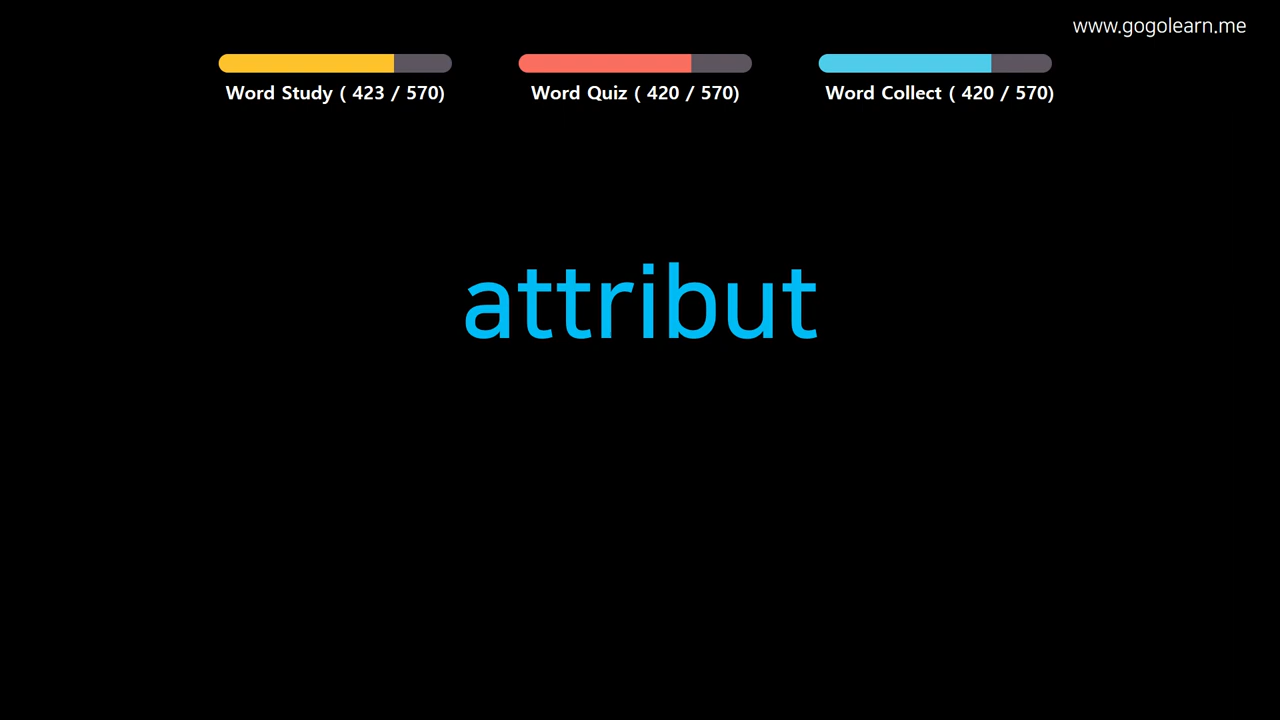 www.gogolearn.me
Word Study ( 423 / 570)
Word Quiz ( 420 / 570)
Word Collect ( 420 / 570)
attribut